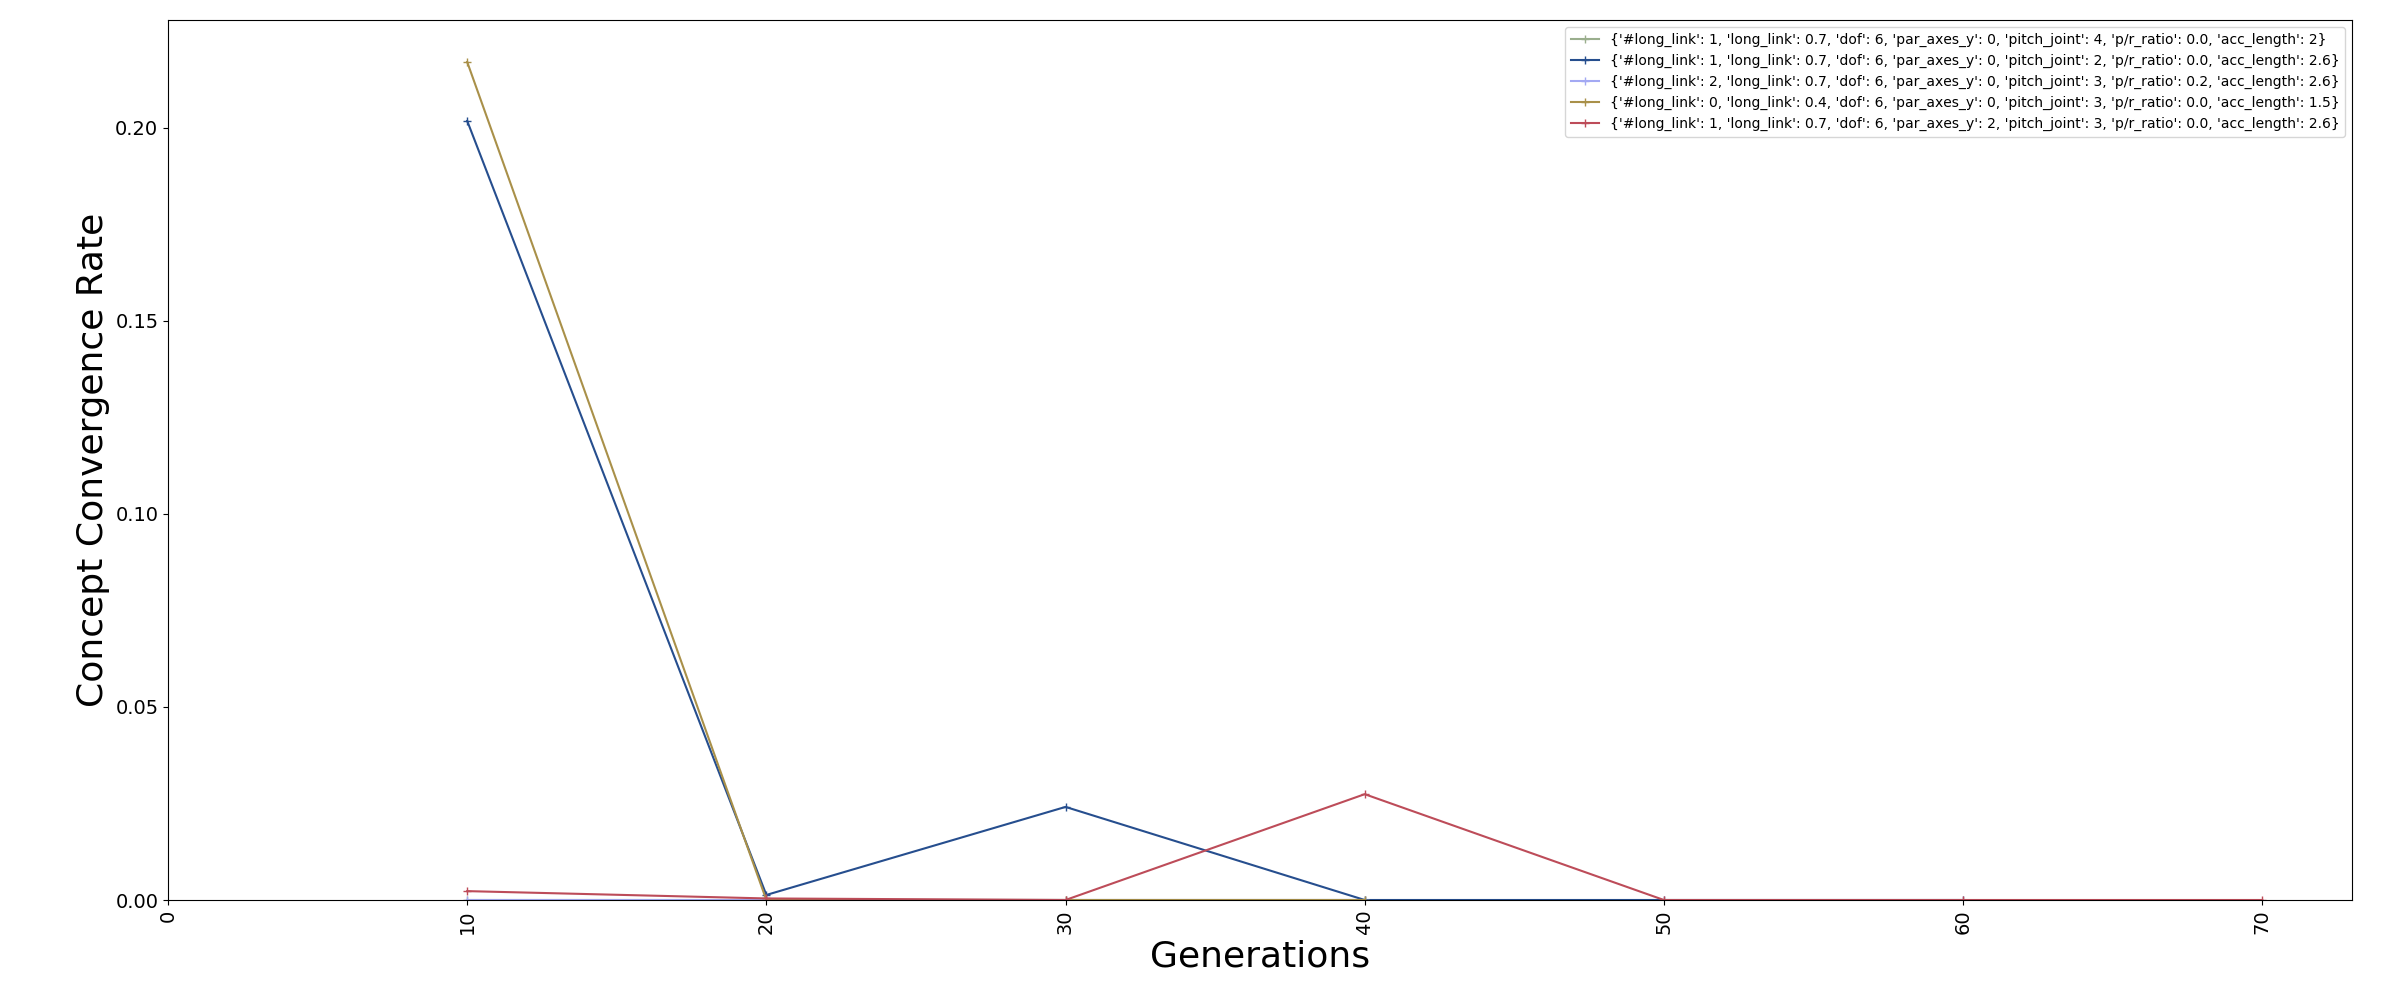 {'#long_link': 1, 'long_link': 0.7, 'dof': 6, 'par_axes_y': 0, 'pitch_joint': 4, 'p/r_ratio': 0.0, 'acc_length': 2}
{'#long_link': 1, 'long_link': 0.7, 'dof': 6, 'par_axes_y': 0, 'pitch_joint': 2, 'p/r_ratio': 0.0, 'acc_length': 2.6}
{'#long_link': 2, 'long_link': 0.7, 'dof': 6, 'par_axes_y': 0, 'pitch_joint': 3, 'p/r_ratio': 0.2, 'acc_length': 2.6}
{'#long_link': 0, 'long_link': 0.4, 'dof': 6, 'par_axes_y': 0, 'pitch_joint': 3, 'p/r_ratio': 0.0, 'acc_length': 1.5}
{'#long_link': 1, 'long_link': 0.7, 'dof': 6, 'par_axes_y': 2, 'pitch_joint': 3, 'p/r_ratio': 0.0, 'acc_length': 2.6}
Concept Convergence Rate
0.20
0.15
0.10
0.05
0.00
0 10 20 30 40 50 60 70
Generations